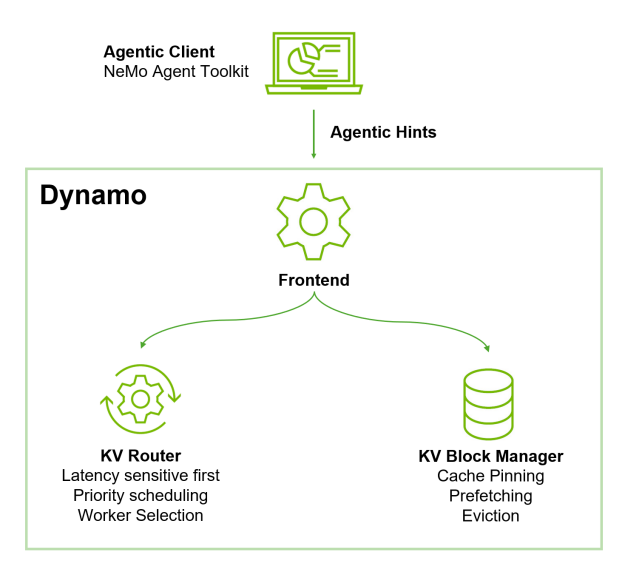 Agentic Client
NeMo Agent Toolkit
Agentic Hints
Dynamo
Frontend
KV Router
Latency sensitive first
Priority scheduling
Worker Selection
KV Block Manager
Cache Pinning
Prefetching
Eviction